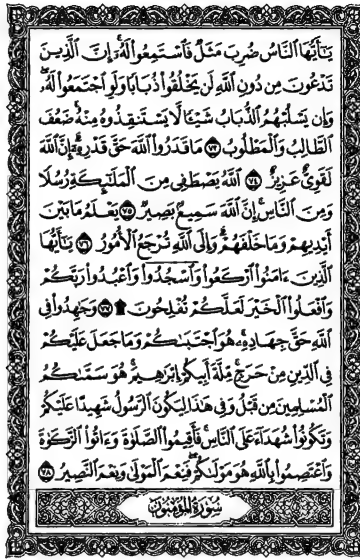 يَٰٓأَيُّهَا ٱلنَّاسُ ضُرِبَ مَثَلٞ فَٱسۡتَمِعُواْ لَهُۥٓۚ إِنَّ ٱلَّذِينَ
تَدۡعُونَ مِن دُونِ ٱللَّهِ لَن يَخۡلُقُواْ ذُبَابٗا وَلَوِ ٱجۡتَمَعُواْ لَهُۥۖ
وَإِن يَسۡلُبۡهُمُ ٱلذُّبَابُ شَيۡـٔٗا لَّا يَسۡتَنقِذُوهُ مِنۡهُۚ ضَعُفَ
ٱلطَّالِبُ وَٱلۡمَطۡلُوبُ ٧٣ مَا قَدَرُواْ ٱللَّهَ حَقَّ قَدۡرِهِۦٓۚ إِنَّ ٱللَّهَ
لَقَوِيٌّ عَزِيزٌ ٧٤ ٱللَّهُ يَصۡطَفِي مِنَ ٱلۡمَلَٰٓئِكَةِ رُسُلٗا
وَمِنَ ٱلنَّاسِۚ إِنَّ ٱللَّهَ سَمِيعُۢ بَصِيرٞ ٧٥ يَعۡلَمُ مَا بَيۡنَ
أَيۡدِيهِمۡ وَمَا خَلۡفَهُمۡۚ وَإِلَى ٱللَّهِ تُرۡجَعُ ٱلۡأُمُورُ ٧٦ يَٰٓأَيُّهَا
ٱلَّذِينَ ءَامَنُواْ ٱرۡكَعُواْ وَٱسۡجُدُواْ وَٱعۡبُدُواْ رَبَّكُمۡ
وَٱفۡعَلُواْ ٱلۡخَيۡرَ لَعَلَّكُمۡ تُفۡلِحُونَ۩ ٧٧ وَجَٰهِدُواْ فِي
ٱللَّهِ حَقَّ جِهَادِهِۦۚ هُوَ ٱجۡتَبَىٰكُمۡ وَمَا جَعَلَ عَلَيۡكُمۡ
فِي ٱلدِّينِ مِنۡ حَرَجٖۚ مِّلَّةَ أَبِيكُمۡ إِبۡرَٰهِيمَۚ هُوَ سَمَّىٰكُمُ
ٱلۡمُسۡلِمِينَ مِن قَبۡلُ وَفِي هَٰذَا لِيَكُونَ ٱلرَّسُولُ شَهِيدًا عَلَيۡكُمۡ
وَتَكُونُواْ شُهَدَآءَ عَلَى ٱلنَّاسِۚ فَأَقِيمُواْ ٱلصَّلَوٰةَ وَءَاتُواْ ٱلزَّكَوٰةَ
وَٱعۡتَصِمُواْ بِٱللَّهِ هُوَ مَوۡلَىٰكُمۡۖ فَنِعۡمَ ٱلۡمَوۡلَىٰ وَنِعۡمَ ٱلنَّصِيرُ ٧٨
سُورَةُ المُؤْمِنُونَ